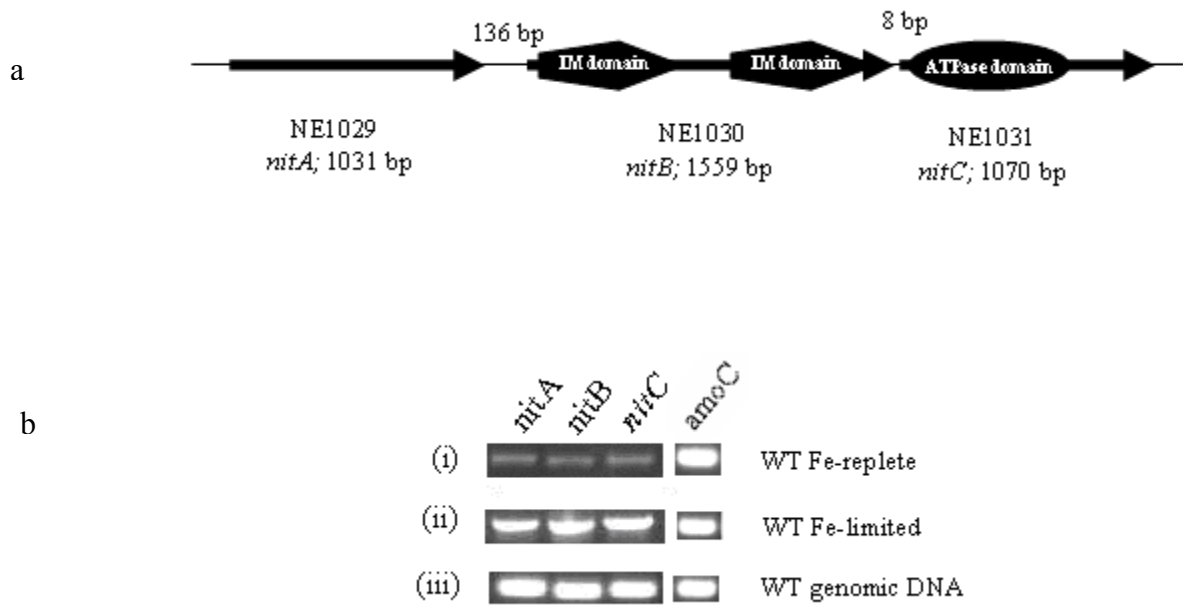 a
136 bp
8 bp
IM domain
IM domain
ATPase domain
NE1029
nitA; 1031 bp
NE1030
nitB; 1559 bp
NE1031
nitC; 1070 bp
b
nitA
nitB
nitC
amoC
(i)
WT Fe-replete
(ii)
WT Fe-limited
(iii)
WT genomic DNA